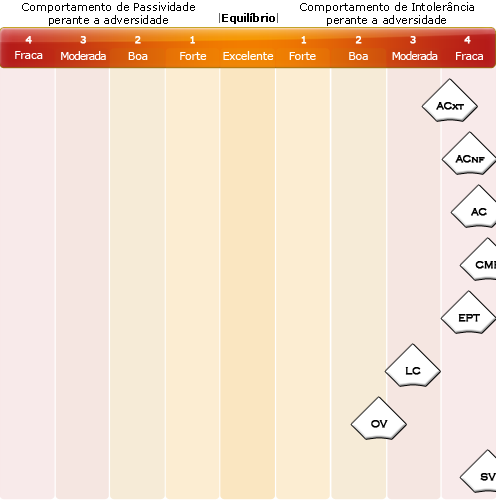 Comportamento de Passividade
perante a adversidade
|Equilíbrio|
Comportamento de Intolerância
perante a adversidade
4 3 2 1 1 2 3 4
Fraca Moderada Boa Forte Excelente Forte Boa Moderada Fraca
ACXT
ACNF
AC
EPT
LC
OV
SV